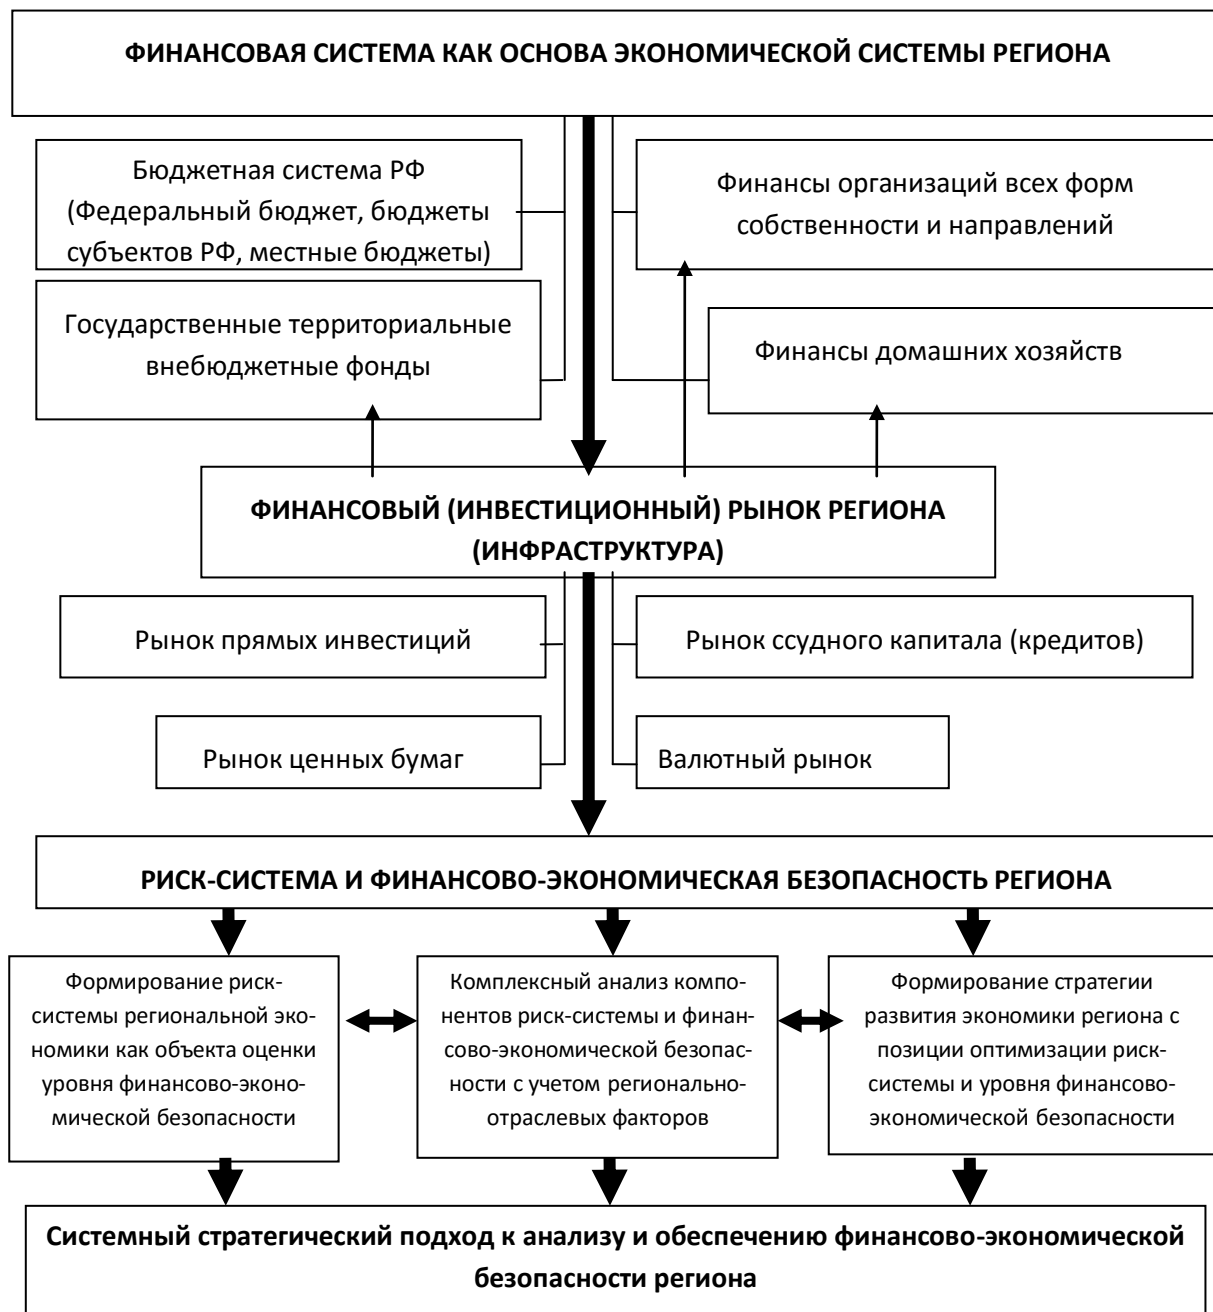 ФИНАНСОВАЯ СИСТЕМА КАК ОСНОВА ЭКОНОМИЧЕСКОЙ СИСТЕМЫ РЕГИОНА
Бюджетная система РФ
(Федеральный бюджет, бюджеты
субъектов РФ, местные бюджеты)
Финансы организаций всех форм
собственности и направлений
Государственные территориальные
внебюджетные фонды
Финансы домашних хозяйств
ФИНАНСОВЫЙ (ИНВЕСТИЦИОННЫЙ) РЫНОК РЕГИОНА
(ИНФРАСТРУКТУРА)
Рынок прямых инвестиций
Рынок ссудного капитала (кредитов)
Рынок ценных бумаг
Валютный рынок
РИСК-СИСТЕМА И ФИНАНСОВО-ЭКОНОМИЧЕСКАЯ БЕЗОПАСНОСТЬ РЕГИОНА
Формирование риск-
системы региональной эко-
номики как объекта оценки
уровня финансово-эконо-
мической безопасности
Комплексный анализ компо-
нентов риск-системы и финан-
сово-экономической безопас-
ности с учетом регионально-
отраслевых факторов
Формирование стратегии
развития экономики региона с
позиции оптимизации риск-
системы и уровня финансово-
экономической безопасности
Системный стратегический подход к анализу и обеспечению финансово-экономической
безопасности региона